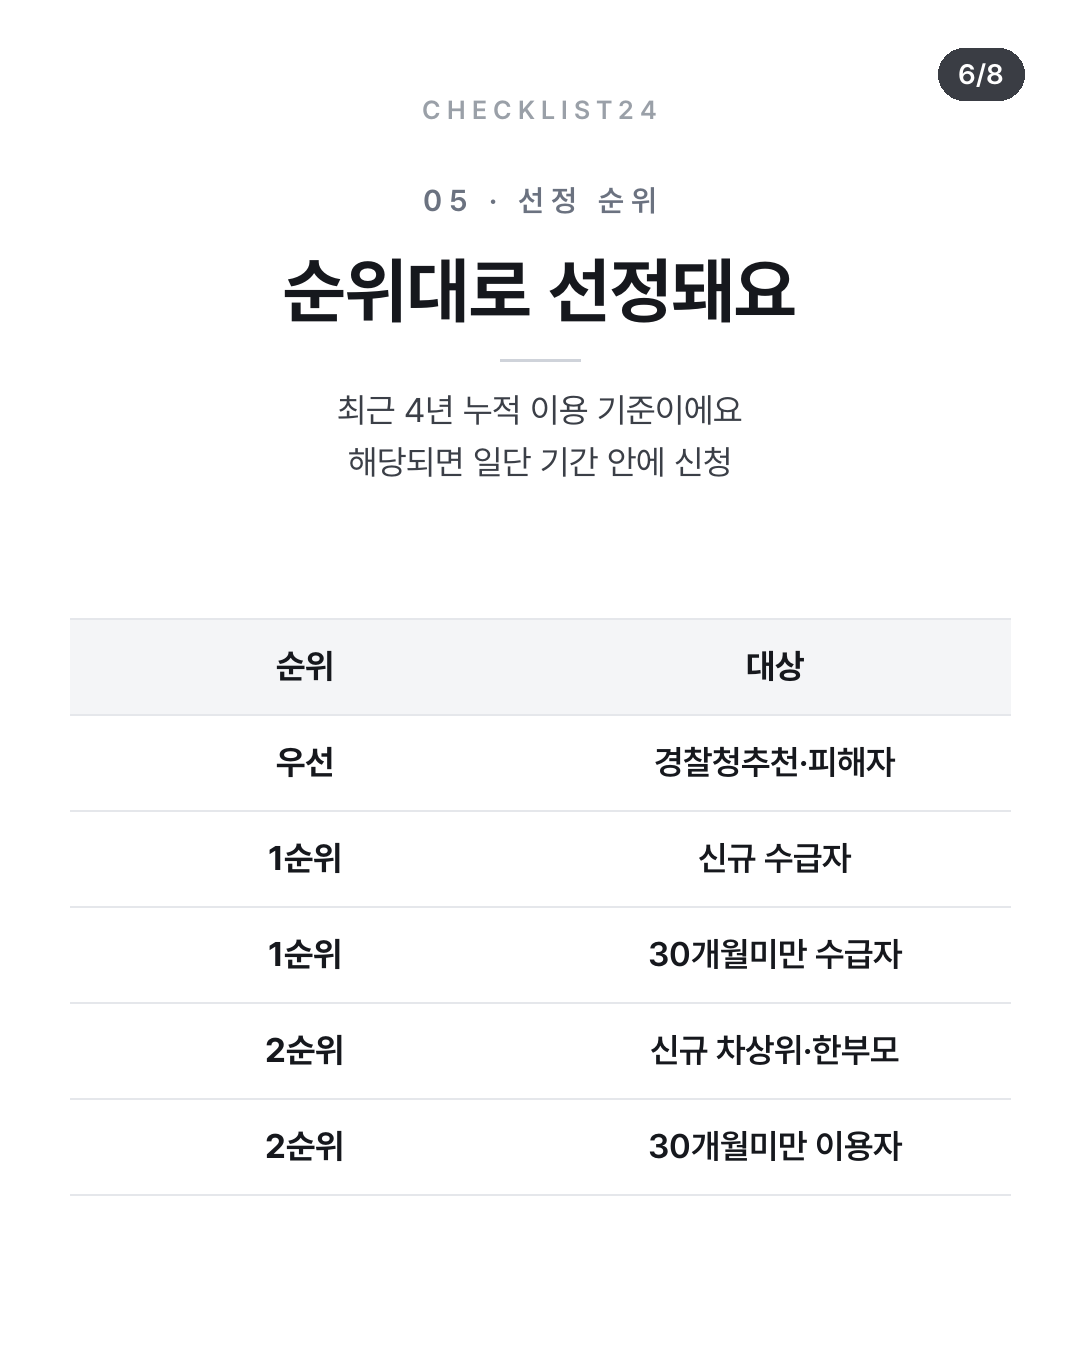 6/8
CHECKLIST24
05 · 선정 순위
순위대로 선정돼요
최근 4년 누적 이용 기준이에요
해당되면 일단 기간 안에 신청
순위 대상
우선 경찰청추천·피해자
1순위 신규 수급자
1순위 30개월미만 수급자
2순위 신규 차상위·한부모
2순위 30개월미만 이용자